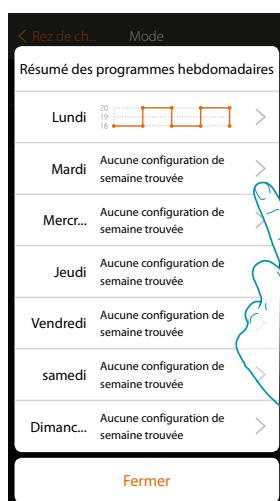 Rez de ch... Mode
Résumé des programmes hebdomadaires
Lundi
20
19
18
Mardi
Aucune configuration de
semaine trouvée
Mercr...
Aucune configuration de
semaine trouvée
Jeudi
Aucune configuration de
semaine trouvée
Vendredi
Aucune configuration de
semaine trouvée
samedi
Aucune configuration de
semaine trouvée
Dimanc...
Aucune configuration de
semaine trouvée
Fermer